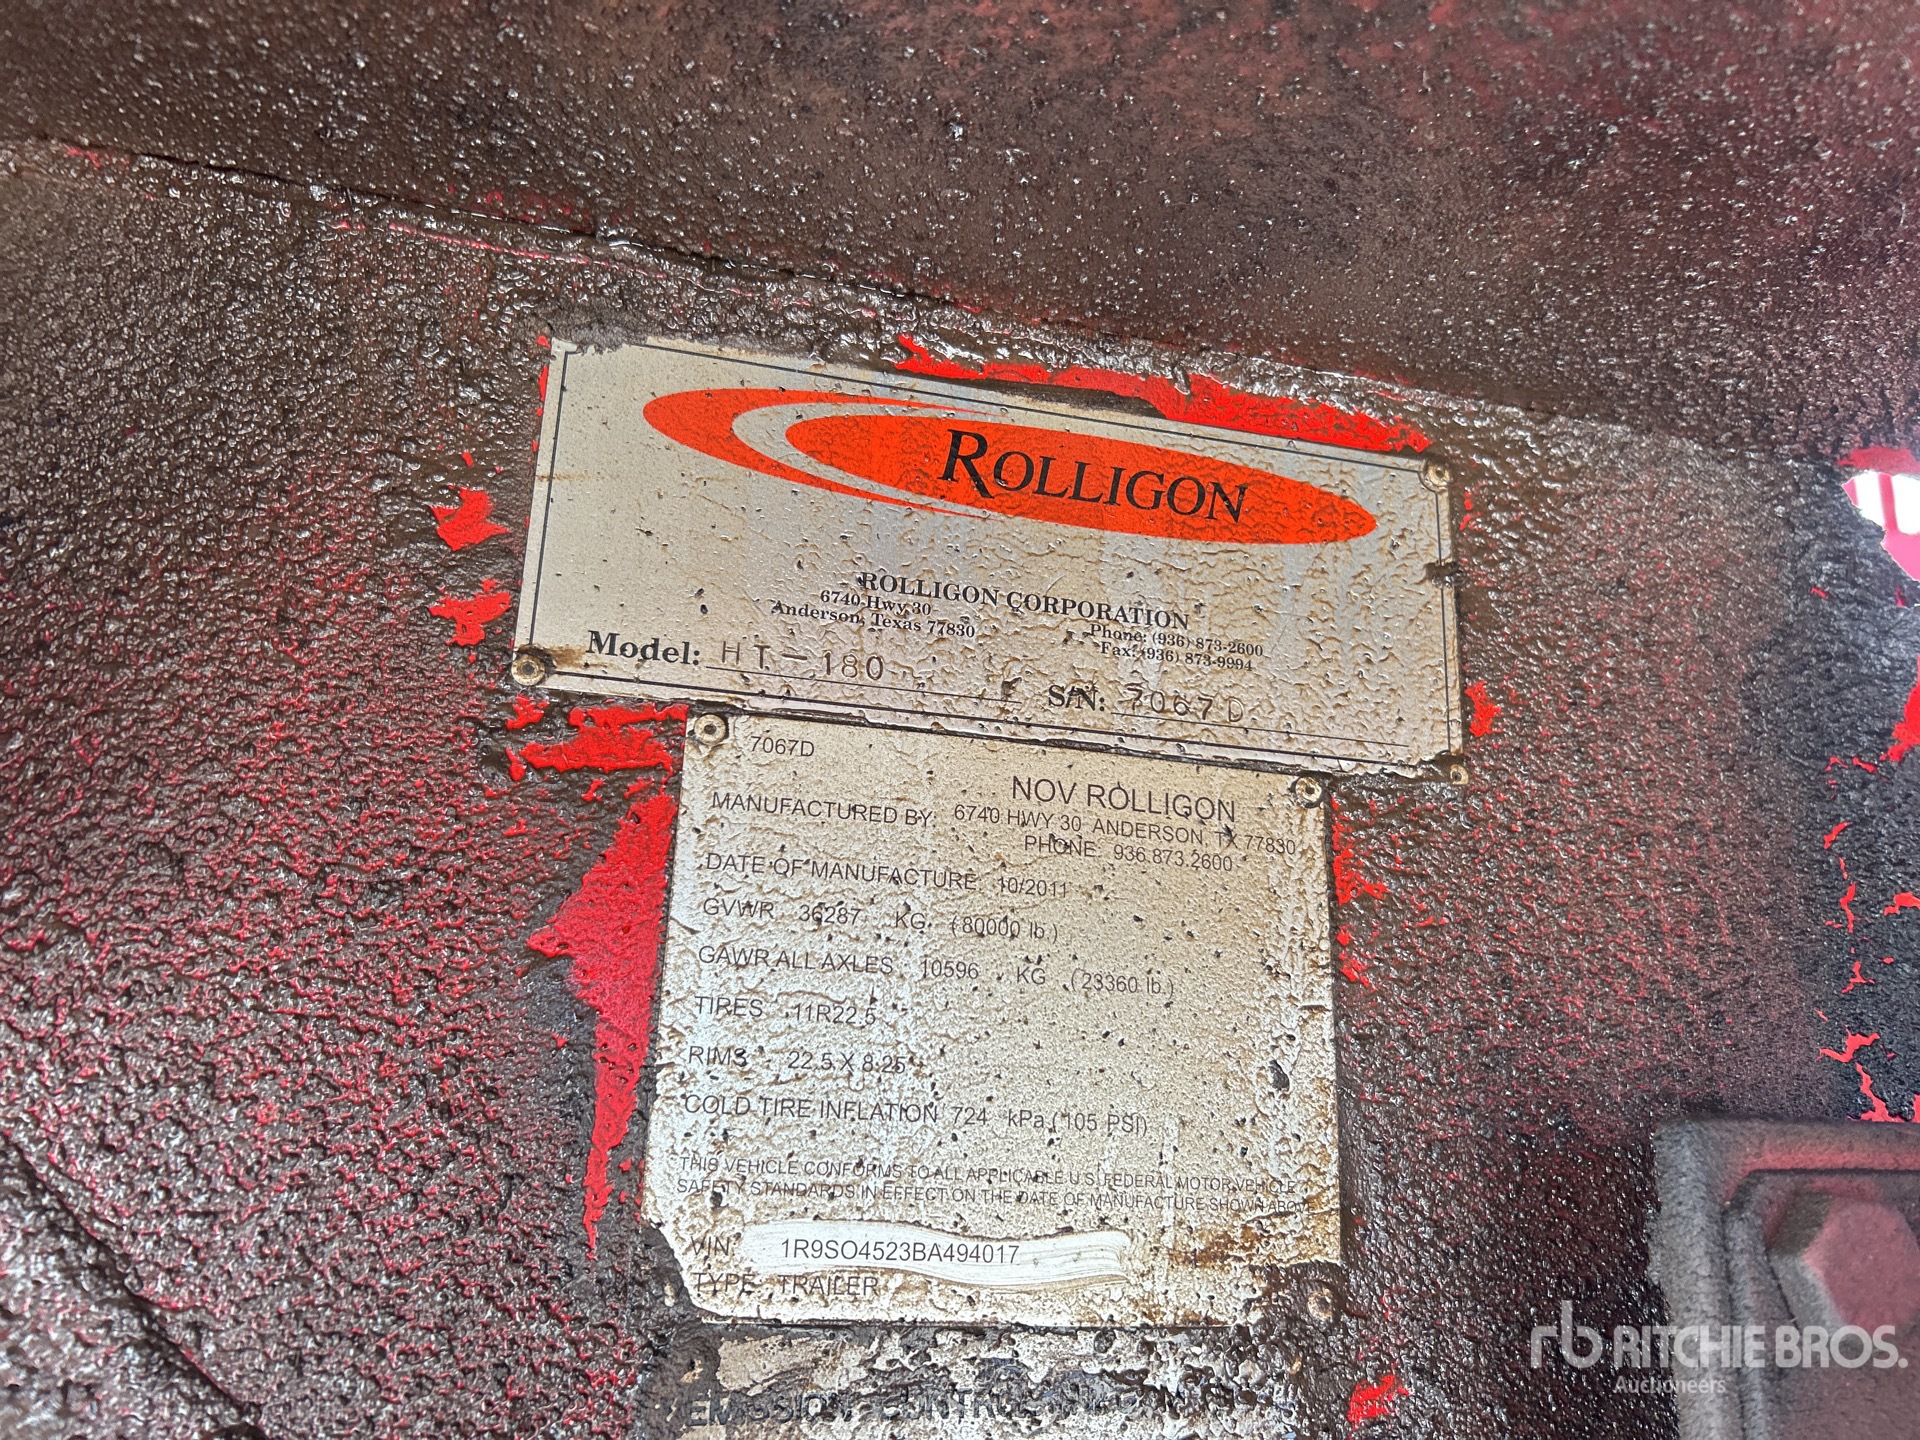 ROLLIGON
ROLLIGON CORPORATION
6740 Hwy 30
Anderson, Texas 77830
Phone: (936) 873-2600
Fax: (936) 873-9994
Model: HT-180 S/N: 7067D
7067D
NOV ROLLIGON
MANUFACTURED BY: 6740 HWY 30 ANDERSON, TX 77830
PHONE 936.873.2600
DATE OF MANUFACTURE: 10/2011
GVWR 36287 KG (80000 lb.)
GAWR ALL AXLES 10596 KG (23360 lb.)
TIRES 11R22.5
RIMS 22.5 X 8.25
COLD TIRE INFLATION 724 kPa (105 PSI)
THIS VEHICLE CONFORMS TO ALL APPLICABLE U.S. FEDERAL MOTOR VEHICLE
SAFETY STANDARDS IN EFFECT ON THE DATE OF MANUFACTURE SHOWN ABOVE
VIN: 1R9SO4523BA494017
TYPE: TRAILER
EMISSION CONTROL
rb RITCHIE BROS.
Auctioneers